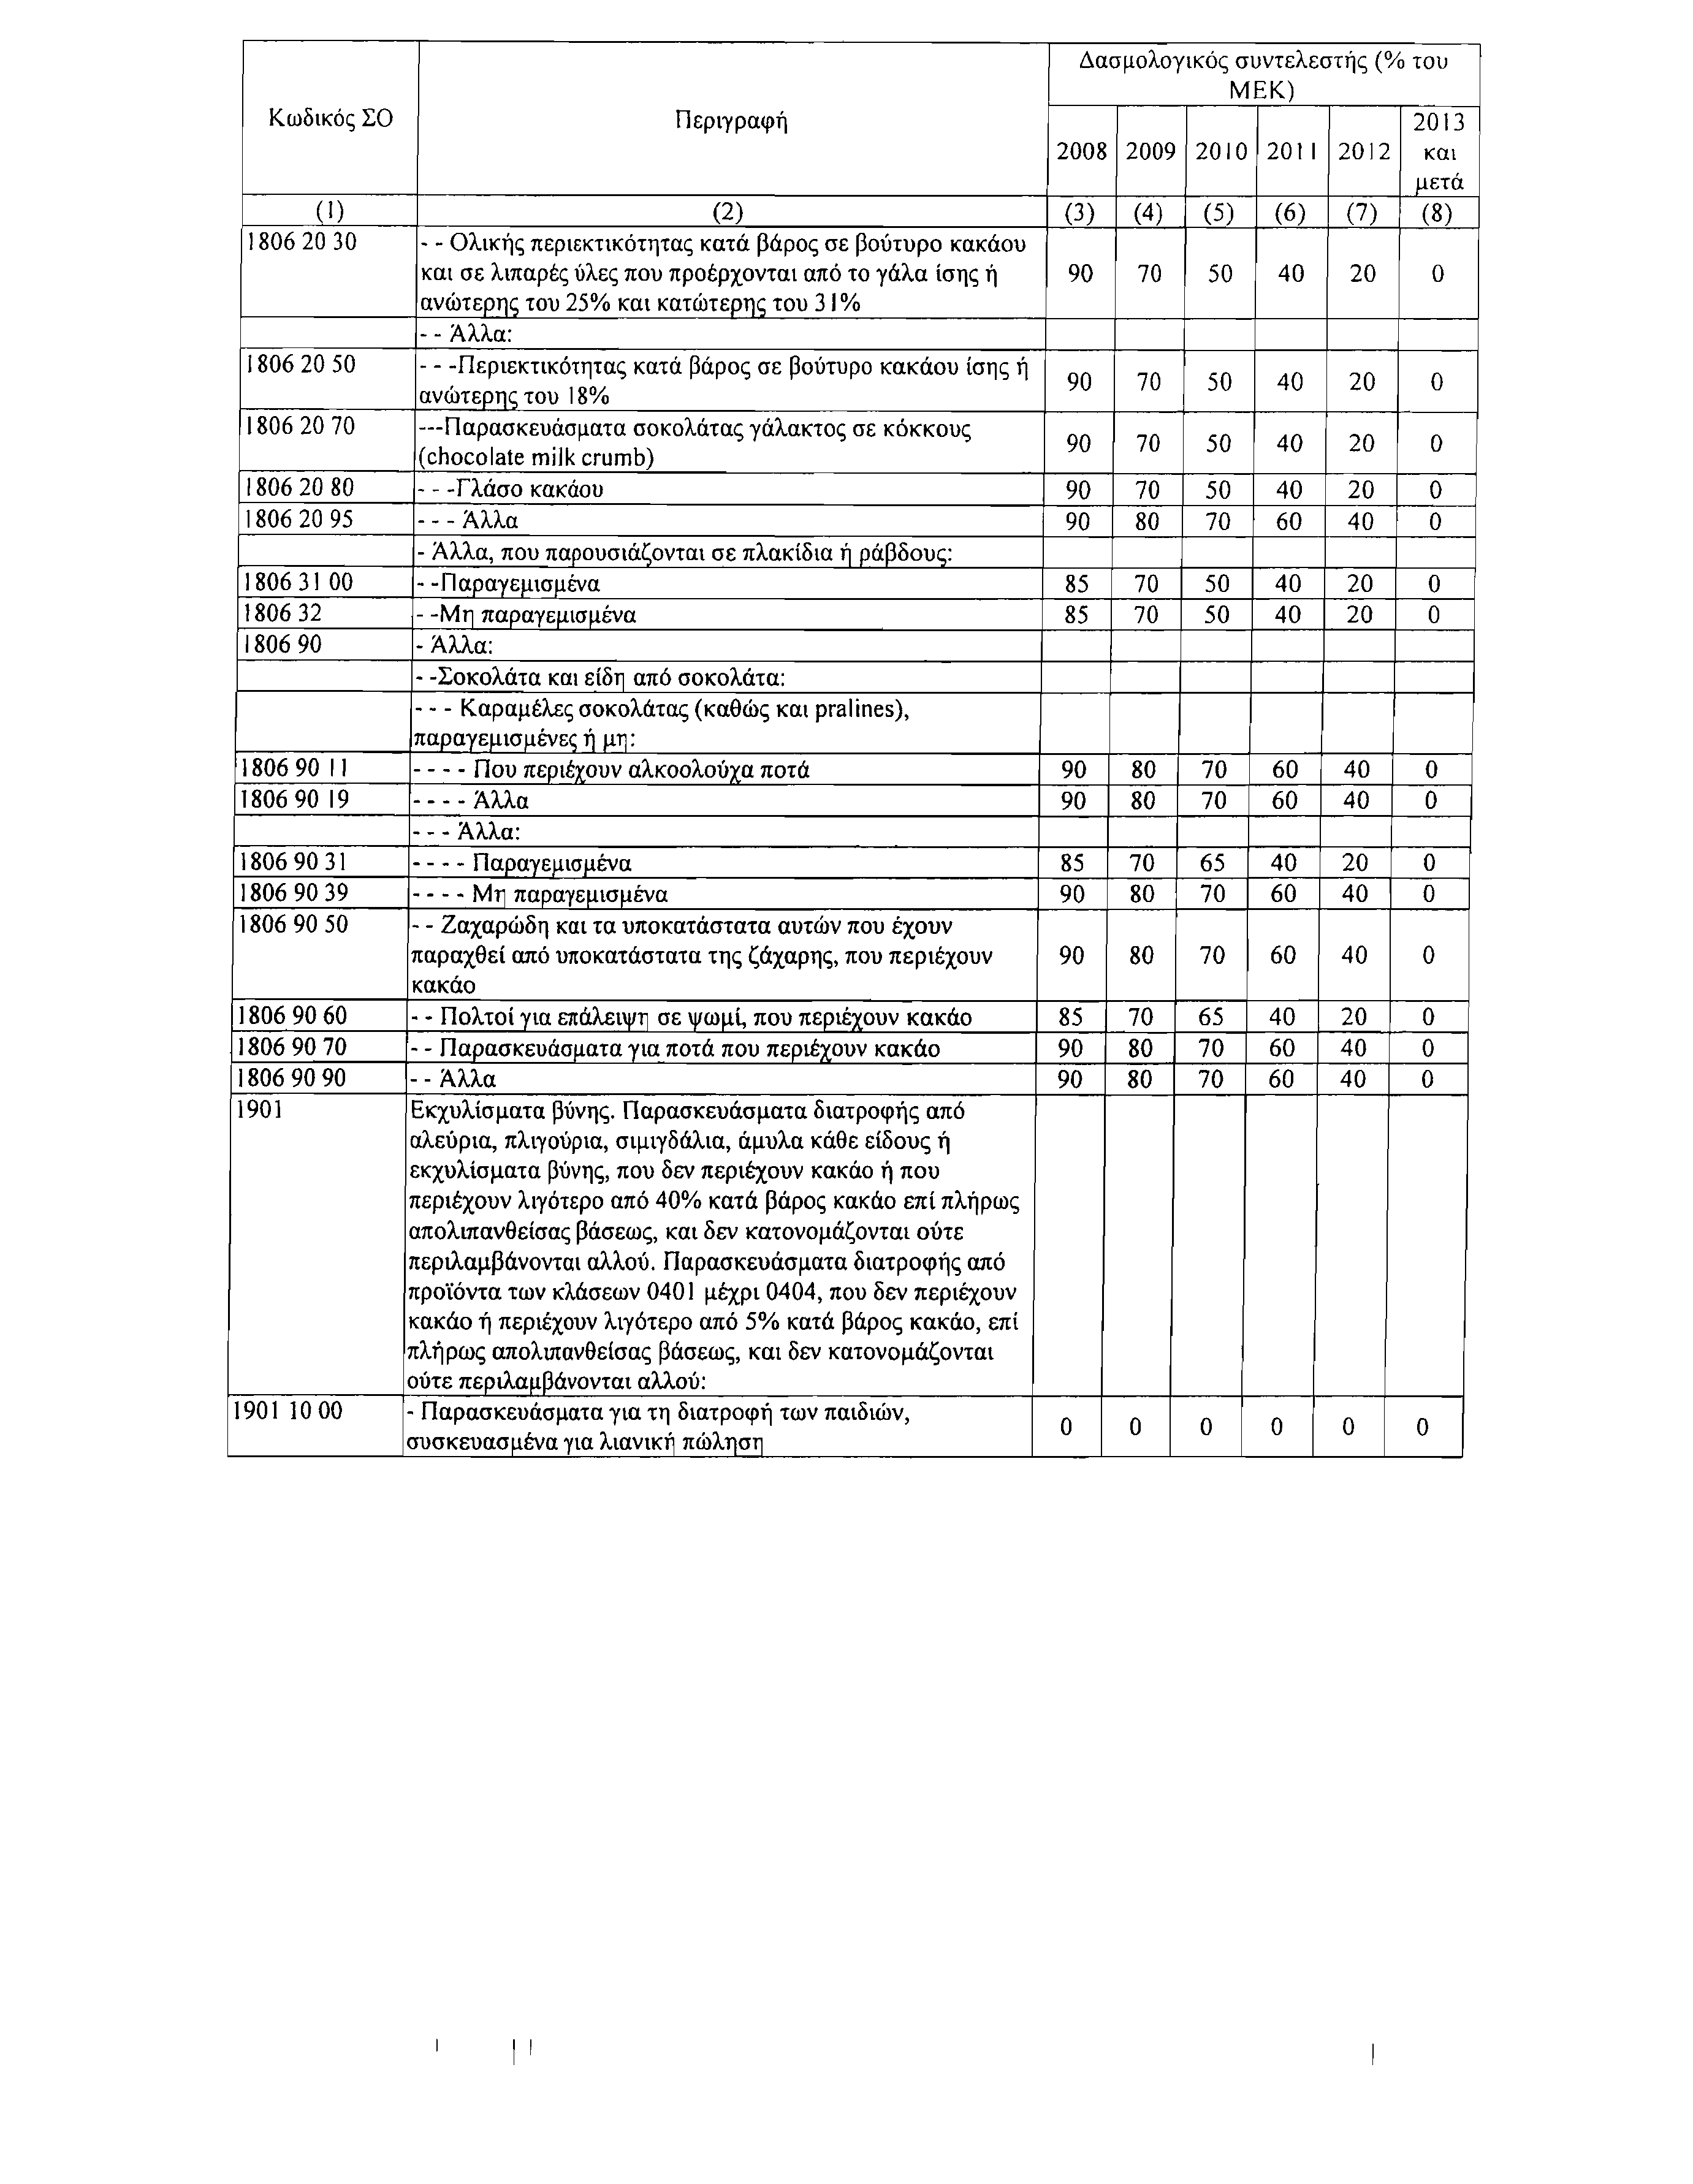 Κωδικός ΣΟ
Περιγραφή
Δασμολογικός συντελεστής (% του
ΜΕΚ)
2008 2009 2010 2011 2012 2013
και
μετά
(1) (2) (3) (4) (5) (6) (7) (8)
1806 20 30 - - Ολικής περιεκτικότητας κατά βάρος σε βούτυρο κακάου
και σε λιπαρές ύλες που προέρχονται από το γάλα ίσης ή 90 70 50 40 20 0
ανώτερης του 25% και κατώτερης του 31%
- - Άλλα:
1806 20 50 - - -Περιεκτικότητας κατά βάρος σε βούτυρο κακάου ίσης ή
ανώτερης του 18% 90 70 50 40 20 0
1806 20 70 ---Παρασκευάσματα σοκολάτας γάλακτος σε κόκκους
(chocolate milk crumb) 90 70 50 40 20 0
1806 20 80 - - -Γλάσο κακάου 90 70 50 40 20 0
1806 20 95 - - - Άλλα 90 80 70 60 40 0
- Άλλα, που παρουσιάζονται σε πλακίδια ή ράβδους:
1806 31 00 - -Παραγεμισμένα 85 70 50 40 20 0
1806 32 - -Μη παραγεμισμένα 85 70 50 40 20 0
1806 90 - Άλλα:
- -Σοκολάτα και είδη από σοκολάτα:
- - - Καραμέλες σοκολάτας (καθώς και pralines),
παραγεμισμένες ή μη:
1806 90 11 - - - - Που περιέχουν αλκοολούχα ποτά 90 80 70 60 40 0
1806 90 19 - - - - Άλλα 90 80 70 60 40 0
- - - Άλλα:
1806 90 31 - - - - Παραγεμισμένα 85 70 65 40 20 0
1806 90 39 - - - - Μη παραγεμισμένα 90 80 70 60 40 0
1806 90 50 - - Ζαχαρώδη και τα υποκατάστατα αυτών που έχουν
παραχθεί από υποκατάστατα της ζάχαρης, που περιέχουν 90 80 70 60 40 0
κακάο
1806 90 60 - - Πολτοί για επάλειψη σε ψωμί, που περιέχουν κακάο 85 70 65 40 20 0
1806 90 70 - - Παρασκευάσματα για ποτά που περιέχουν κακάο 90 80 70 60 40 0
1806 90 90 - - Άλλα 90 80 70 60 40 0
1901 Εκχυλίσματα βύνης. Παρασκευάσματα διατροφής από
αλεύρια, πλιγούρια, σιμιγδάλια, άμυλα κάθε είδους ή
εκχυλίσματα βύνης, που δεν περιέχουν κακάο ή που
περιέχουν λιγότερο από 40% κατά βάρος κακάο επί πλήρως
απολιπανθείσας βάσεως, και δεν κατονομάζονται ούτε
περιλαμβάνονται αλλού. Παρασκευάσματα διατροφής από
προϊόντα των κλάσεων 0401 μέχρι 0404, που δεν περιέχουν
κακάο ή περιέχουν λιγότερο από 5% κατά βάρος κακάο, επί
πλήρως απολιπανθείσας βάσεως, και δεν κατονομάζονται
ούτε περιλαμβάνονται αλλού:
1901 10 00 - Παρασκευάσματα για τη διατροφή των παιδιών,
συσκευασμένα για λιανική πώληση 0 0 0 0 0 0